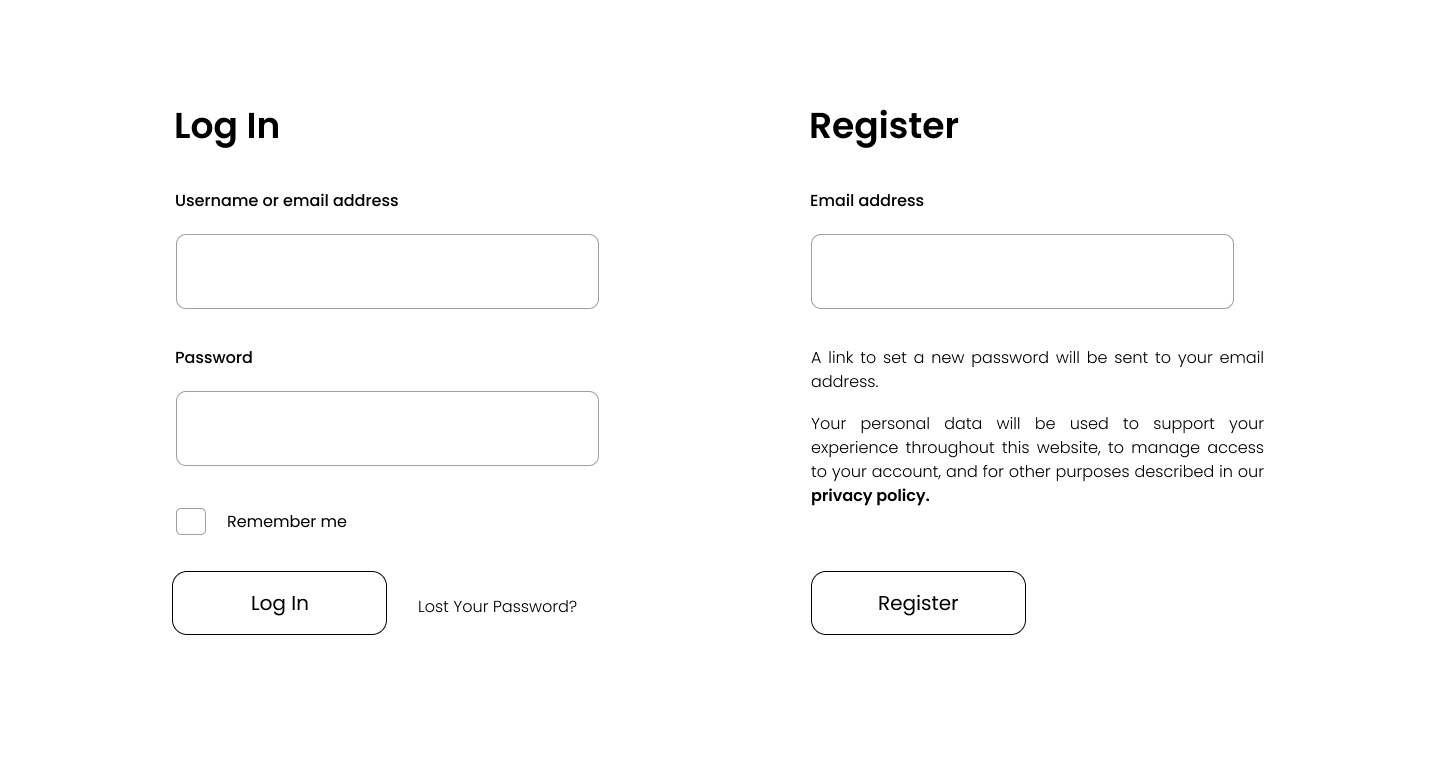 Log In
Username or email address
Password
Remember me
Log In
Lost Your Password?
Register
Email address
A link to set a new password will be sent to your email
address.
Your personal data will be used to support your
experience throughout this website, to manage access
to your account, and for other purposes described in our
privacy policy.
Register